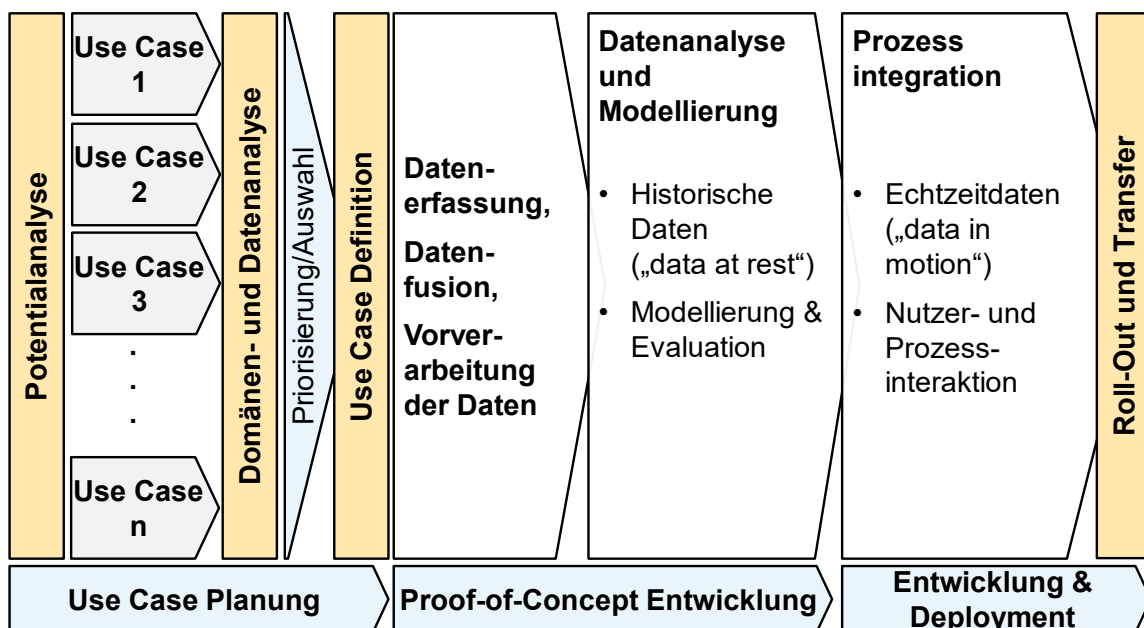 Potentialanalyse
Use Case
1
Use Case
2
Use Case
3
.
.
.
Use Case
n
Domänen- und Datenanalyse
Priorisierung/Auswahl
Use Case Definition
Daten-
erfassung,
Daten-
fusion,
Vorver-
arbeitung
der Daten
Datenanalyse
und
Modellierung
• Historische
Daten
(„data at rest“)
• Modellierung &
Evaluation
Prozess
integration
• Echtzeitdaten
(„data in
motion“)
• Nutzer- und
Prozess-
interaktion
Roll-Out und Transfer
Use Case Planung
Proof-of-Concept Entwicklung
Entwicklung &
Deployment